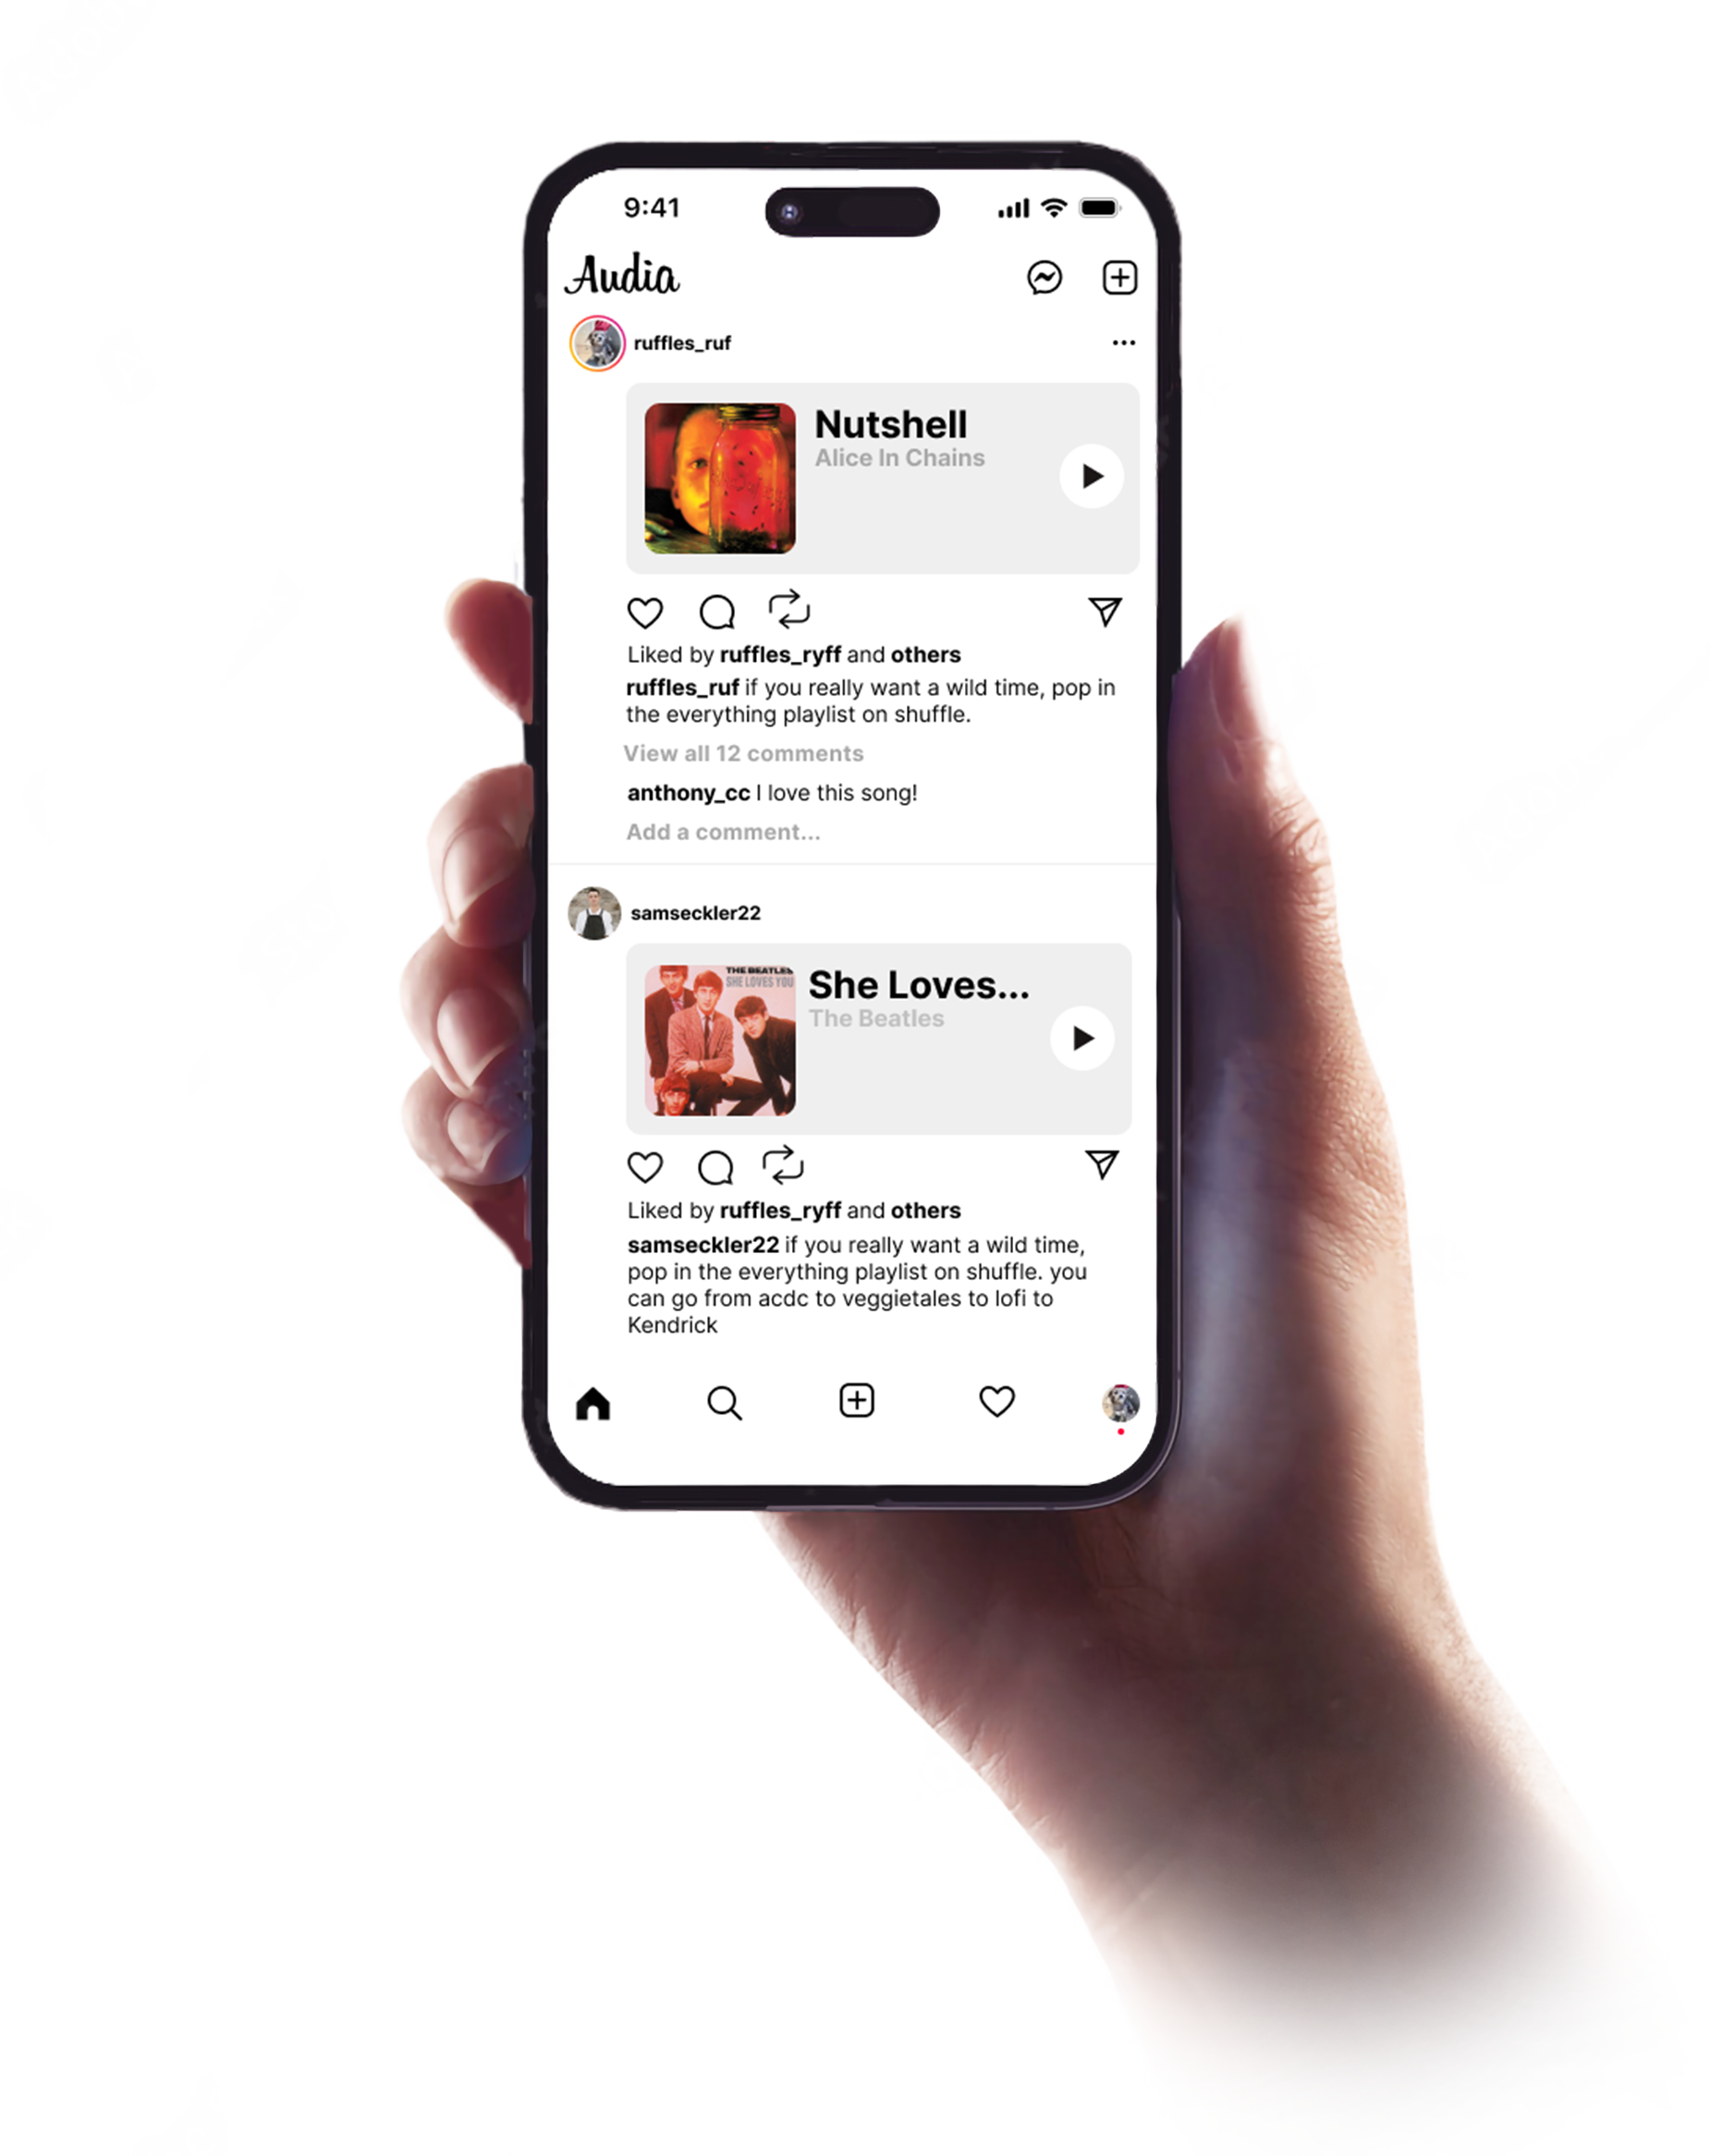 9:41
Audia
ruffles_ruf
Nutshell
Alice In Chains
Liked by ruffles_ryff and others
ruffles_ruf if you really want a wild time, pop in
the everything playlist on shuffle.
View all 12 comments
anthony_cc I love this song!
Add a comment...
samseckler22
THE BEATLES
SHE LOVES YOU
She Loves...
The Beatles
Liked by ruffles_ryff and others
samseckler22 if you really want a wild time,
pop in the everything playlist on shuffle. you
can go from acdc to veggietales to lofi to
Kendrick